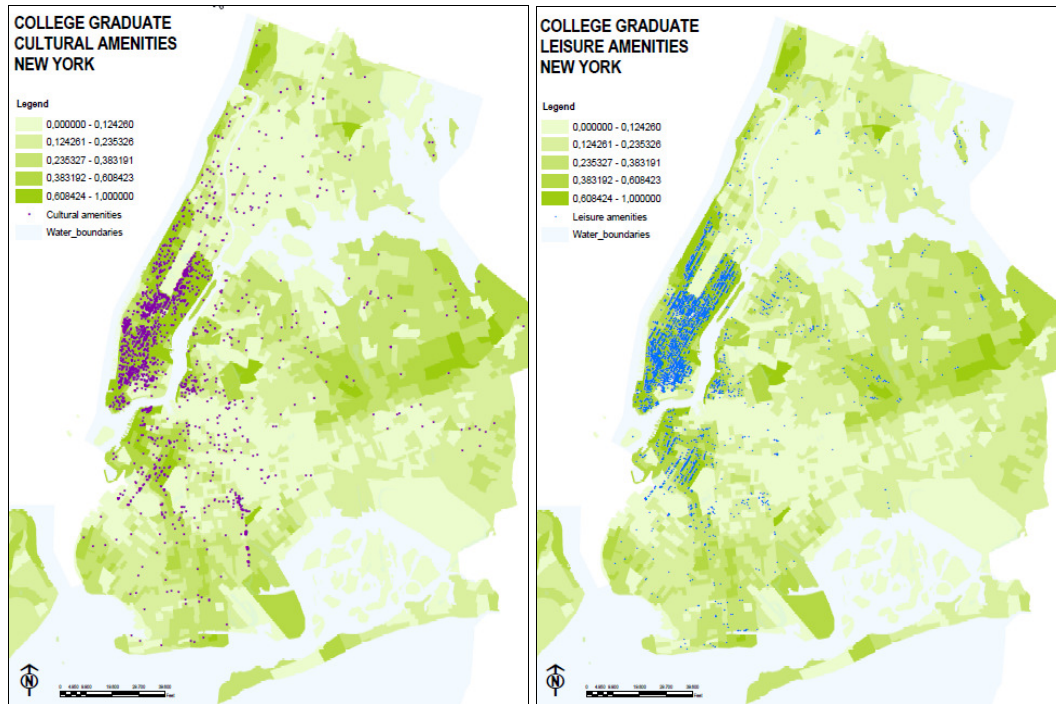 COLLEGE GRADUATE
CULTURAL AMENITIES
NEW YORK
Legend
0,000000 - 0,124260
0,124261 - 0,235326
0,235327 - 0,383191
0,383192 - 0,608423
0,608424 - 1,000000
Cultural amenities
Water_boundaries
N
Feet
COLLEGE GRADUATE
LEISURE AMENITIES
NEW YORK
Legend
0,000000 - 0,124260
0,124261 - 0,235326
0,235327 - 0,383191
0,383192 - 0,608423
0,608424 - 1,000000
Leisure amenities
Water_boundaries
N
Feet